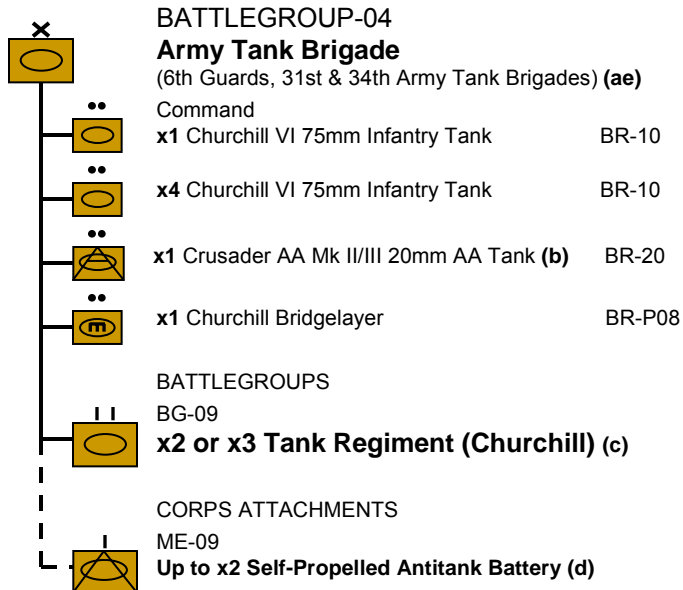 BATTLEGROUP-04
Army Tank Brigade
(6th Guards, 31st & 34th Army Tank Brigades) (ae)
Command
x1 Churchill VI 75mm Infantry Tank BR-10
x4 Churchill VI 75mm Infantry Tank BR-10
x1 Crusader AA Mk II/III 20mm AA Tank (b) BR-20
x1 Churchill Bridgelayer BR-P08
BATTLEGROUPS
BG-09
x2 or x3 Tank Regiment (Churchill) (c)
CORPS ATTACHMENTS
ME-09
Up to x2 Self-Propelled Antitank Battery (d)